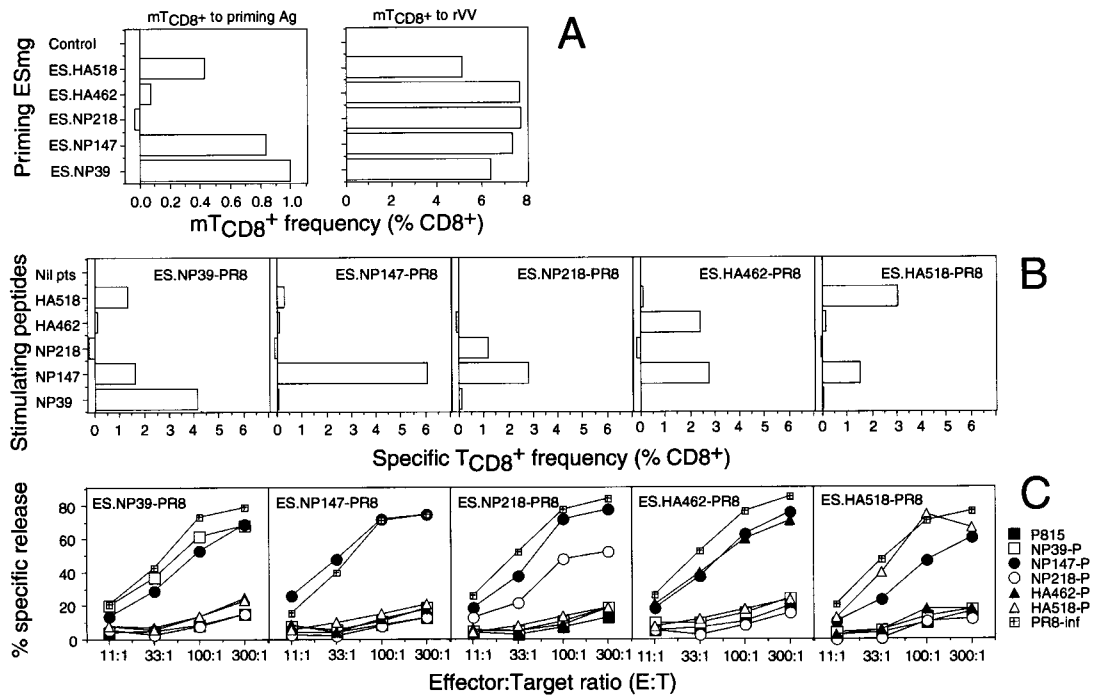 mTCD8+ to priming Ag
mTCD8+ to rVV
A
Priming ESmg
Control
ES.HA518
ES.HA462
ES.NP218
ES.NP147
ES.NP39
0.0 0.2 0.4 0.6 0.8 1.0
0 2 4 6 8
mTCD8+ frequency (% CD8+)
B
Stimulating peptides
ES.NP39-PR8
ES.NP147-PR8
ES.NP218-PR8
ES.HA462-PR8
ES.HA518-PR8
Nil pts
HA518
HA462
NP218
NP147
NP39
0 1 2 3 4 5 6
0 1 2 3 4 5 6
0 1 2 3 4 5 6
0 1 2 3 4 5 6
0 1 2 3 4 5 6
Specific TCD8+ frequency (% CD8+)
C
% specific release
80
60
40
20
0
ES.NP39-PR8
ES.NP147-PR8
ES.NP218-PR8
ES.HA462-PR8
ES.HA518-PR8
P815
NP39-P
NP147-P
NP218-P
HA462-P
HA518-P
PR8-inf
11:1 33:1 100:1 300:1
11:1 33:1 100:1 300:1
11:1 33:1 100:1 300:1
11:1 33:1 100:1 300:1
11:1 33:1 100:1 300:1
Effector:Target ratio (E:T)